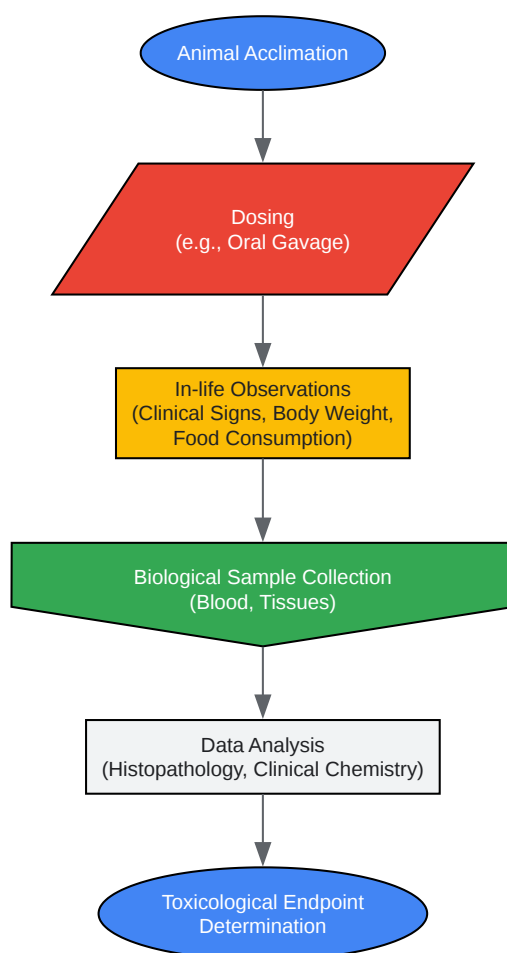 Animal Acclimation
Dosing
(e.g., Oral Gavage)
In-life Observations
(Clinical Signs, Body Weight,
Food Consumption)
Biological Sample Collection
(Blood, Tissues)
Data Analysis
(Histopathology, Clinical Chemistry)
Toxicological Endpoint
Determination